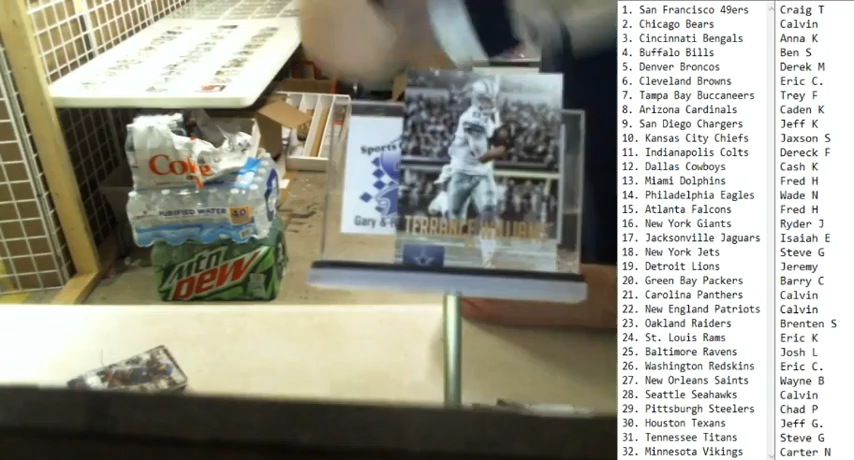 1. San Francisco 49ers Craig T
2. Chicago Bears Calvin
3. Cincinnati Bengals Anna K
4. Buffalo Bills Ben S
5. Denver Broncos Derek M
6. Cleveland Browns Eric C.
7. Tampa Bay Buccaneers Trey F
8. Arizona Cardinals Caden K
9. San Diego Chargers Jeff K
10. Kansas City Chiefs Jaxson S
11. Indianapolis Colts Dereck F
12. Dallas Cowboys Cash K
13. Miami Dolphins Fred H
14. Philadelphia Eagles Wade N
15. Atlanta Falcons Fred H
16. New York Giants Ryder J
17. Jacksonville Jaguars Isaiah E
18. New York Jets Steve G
19. Detroit Lions Jeremy
20. Green Bay Packers Barry C
21. Carolina Panthers Calvin
22. New England Patriots Calvin
23. Oakland Raiders Brenten S
24. St. Louis Rams Eric K
25. Baltimore Ravens Josh L
26. Washington Redskins Eric C.
27. New Orleans Saints Wayne B
28. Seattle Seahawks Calvin
29. Pittsburgh Steelers Chad P
30. Houston Texans Jeff G.
31. Tennessee Titans Steve G
32. Minnesota Vikings Carter N
Sports
Gary &
TERRANCE WILLIAMS
Coke
PURIFIED WATER 40
Mtn
DEW